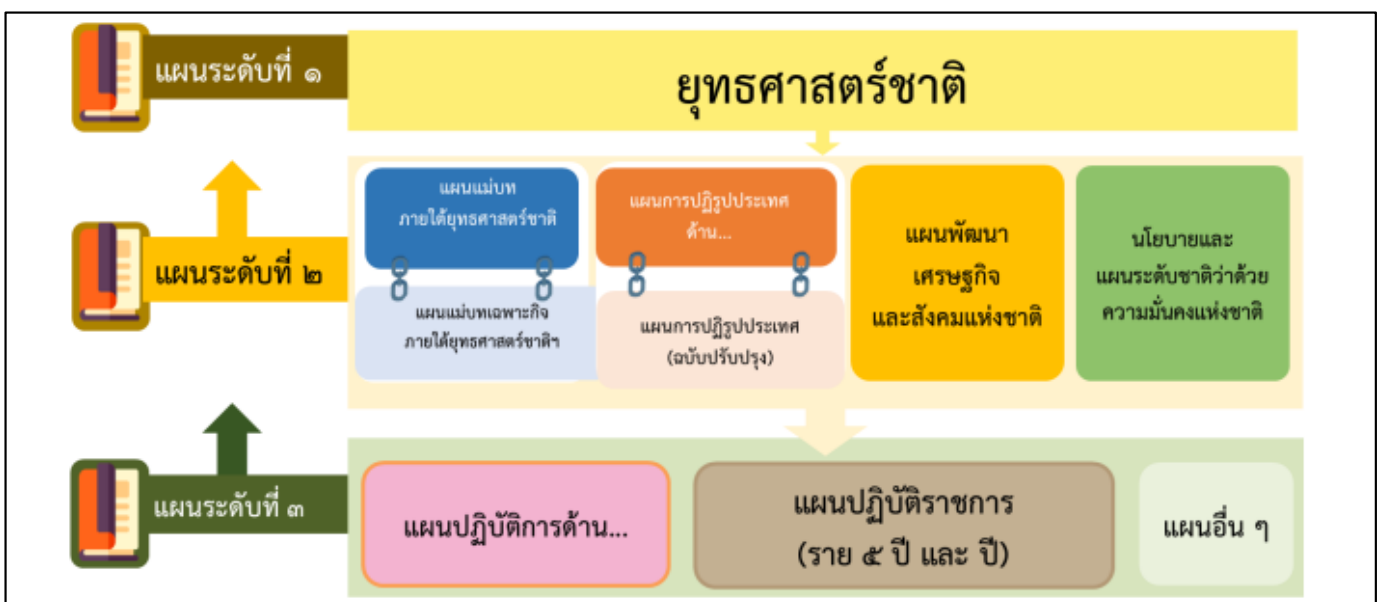 แผนระดับที่ ๑
ยุทธศาสตร์ชาติ
แผนระดับที่ ๒
แผนแม่บท
ภายใต้ยุทธศาสตร์ชาติ
แผนแม่บทเฉพาะกิจ
ภายใต้ยุทธศาสตร์ชาติฯ
แผนการปฏิรูปประเทศ
ด้าน...
แผนการปฏิรูปประเทศ
(ฉบับปรับปรุง)
แผนพัฒนา
เศรษฐกิจ
และสังคมแห่งชาติ
นโยบายและ
แผนระดับชาติว่าด้วย
ความมั่นคงแห่งชาติ
แผนระดับที่ ๓
แผนปฏิบัติการด้าน...
แผนปฏิบัติราชการ
(ราย ๕ ปี และ ปี)
แผนอื่น ๆ